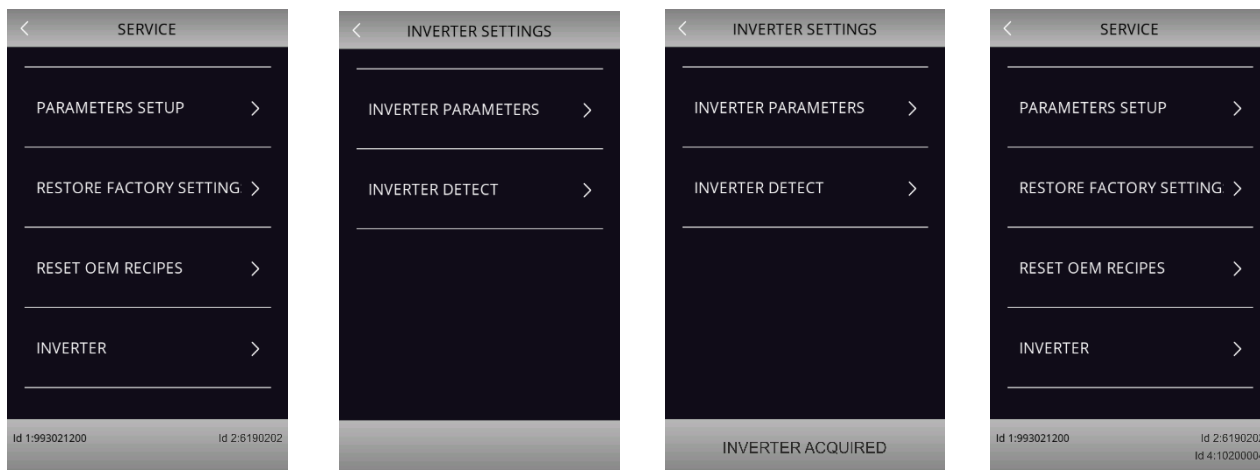 SERVICE
PARAMETERS SETUP
RESTORE FACTORY SETTING
RESET OEM RECIPES
INVERTER
Id 1:993021200
Id 2:6190202
INVERTER SETTINGS
INVERTER PARAMETERS
INVERTER DETECT
INVERTER SETTINGS
INVERTER PARAMETERS
INVERTER DETECT
INVERTER ACQUIRED
SERVICE
PARAMETERS SETUP
RESTORE FACTORY SETTING
RESET OEM RECIPES
INVERTER
Id 1:993021200